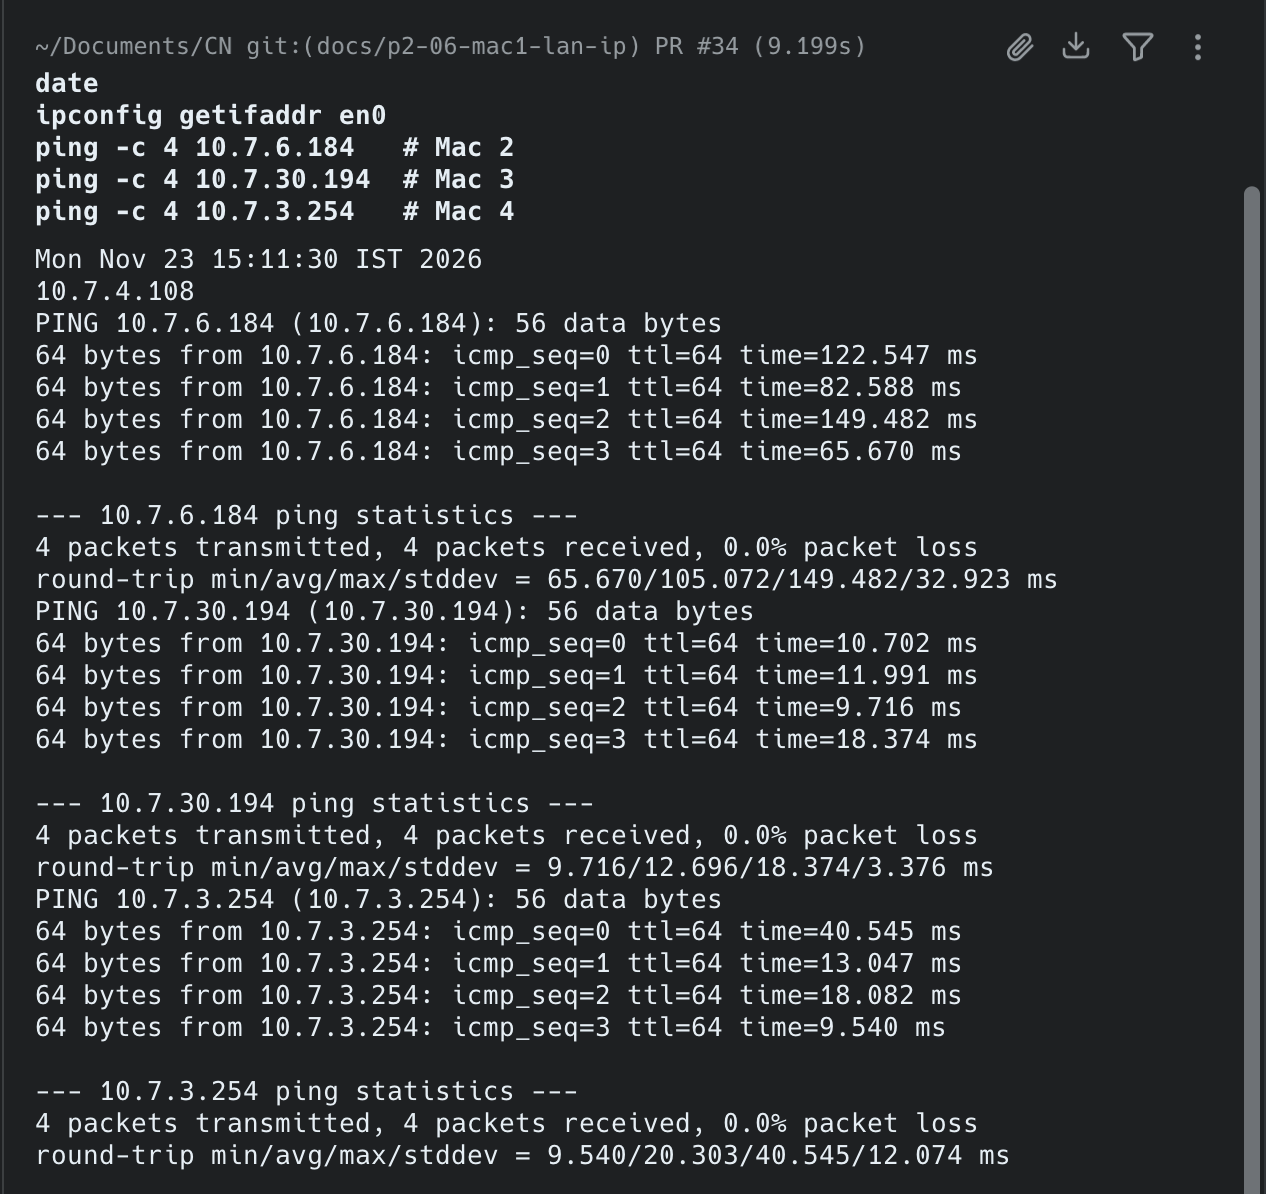 ~/Documents/CN git:(docs/p2-06-mac1-lan-ip) PR #34 (9.199s)
date
ipconfig getifaddr en0
ping -c 4 10.7.6.184   # Mac 2
ping -c 4 10.7.30.194  # Mac 3
ping -c 4 10.7.3.254   # Mac 4
Mon Nov 23 15:11:30 IST 2026
10.7.4.108
PING 10.7.6.184 (10.7.6.184): 56 data bytes
64 bytes from 10.7.6.184: icmp_seq=0 ttl=64 time=122.547 ms
64 bytes from 10.7.6.184: icmp_seq=1 ttl=64 time=82.588 ms
64 bytes from 10.7.6.184: icmp_seq=2 ttl=64 time=149.482 ms
64 bytes from 10.7.6.184: icmp_seq=3 ttl=64 time=65.670 ms

--- 10.7.6.184 ping statistics ---
4 packets transmitted, 4 packets received, 0.0% packet loss
round-trip min/avg/max/stddev = 65.670/105.072/149.482/32.923 ms
PING 10.7.30.194 (10.7.30.194): 56 data bytes
64 bytes from 10.7.30.194: icmp_seq=0 ttl=64 time=10.702 ms
64 bytes from 10.7.30.194: icmp_seq=1 ttl=64 time=11.991 ms
64 bytes from 10.7.30.194: icmp_seq=2 ttl=64 time=9.716 ms
64 bytes from 10.7.30.194: icmp_seq=3 ttl=64 time=18.374 ms

--- 10.7.30.194 ping statistics ---
4 packets transmitted, 4 packets received, 0.0% packet loss
round-trip min/avg/max/stddev = 9.716/12.696/18.374/3.376 ms
PING 10.7.3.254 (10.7.3.254): 56 data bytes
64 bytes from 10.7.3.254: icmp_seq=0 ttl=64 time=40.545 ms
64 bytes from 10.7.3.254: icmp_seq=1 ttl=64 time=13.047 ms
64 bytes from 10.7.3.254: icmp_seq=2 ttl=64 time=18.082 ms
64 bytes from 10.7.3.254: icmp_seq=3 ttl=64 time=9.540 ms

--- 10.7.3.254 ping statistics ---
4 packets transmitted, 4 packets received, 0.0% packet loss
round-trip min/avg/max/stddev = 9.540/20.303/40.545/12.074 ms